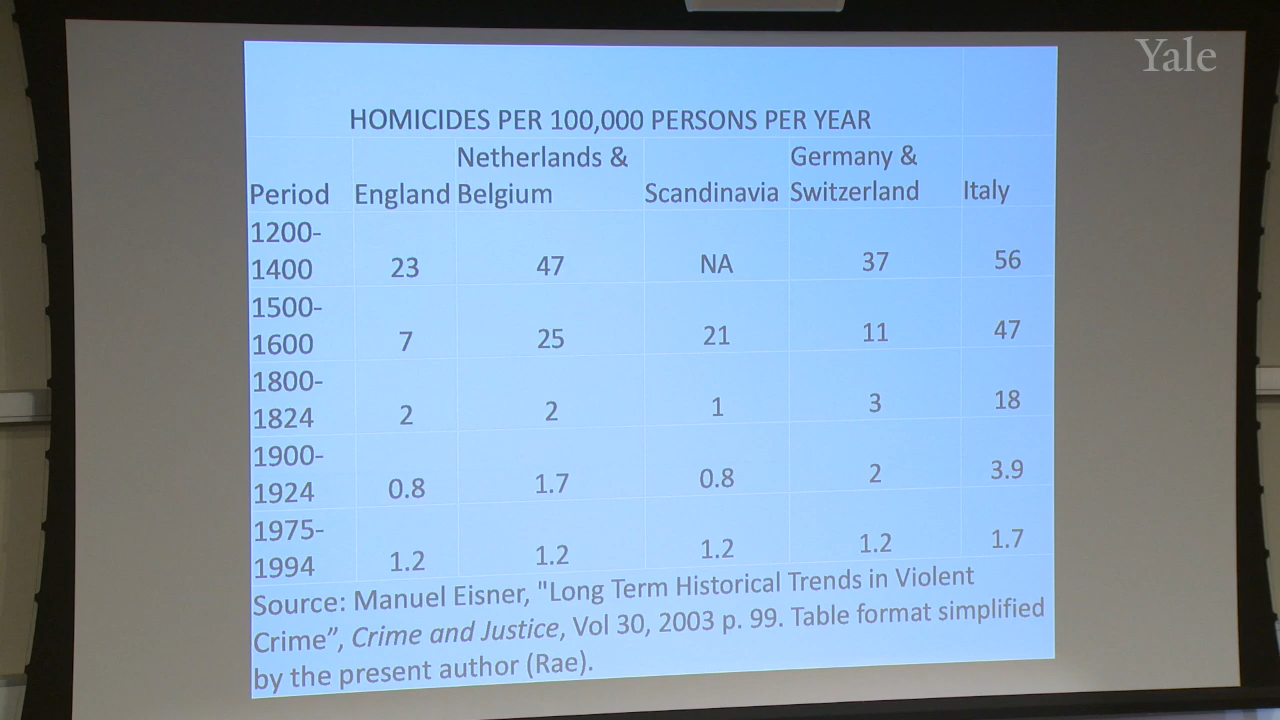 Yale
HOMICIDES PER 100,000 PERSONS PER YEAR
Period England Netherlands & Belgium Scandinavia Germany & Switzerland Italy
1200-1400 23 47 NA 37 56
1500-1600 7 25 21 11 47
1800-1824 2 2 1 3 18
1900-1924 0.8 1.7 0.8 2 3.9
1975-1994 1.2 1.2 1.2 1.2 1.7
Source: Manuel Eisner, "Long Term Historical Trends in Violent
Crime”, Crime and Justice, Vol 30, 2003 p. 99. Table format simplified
by the present author (Rae).